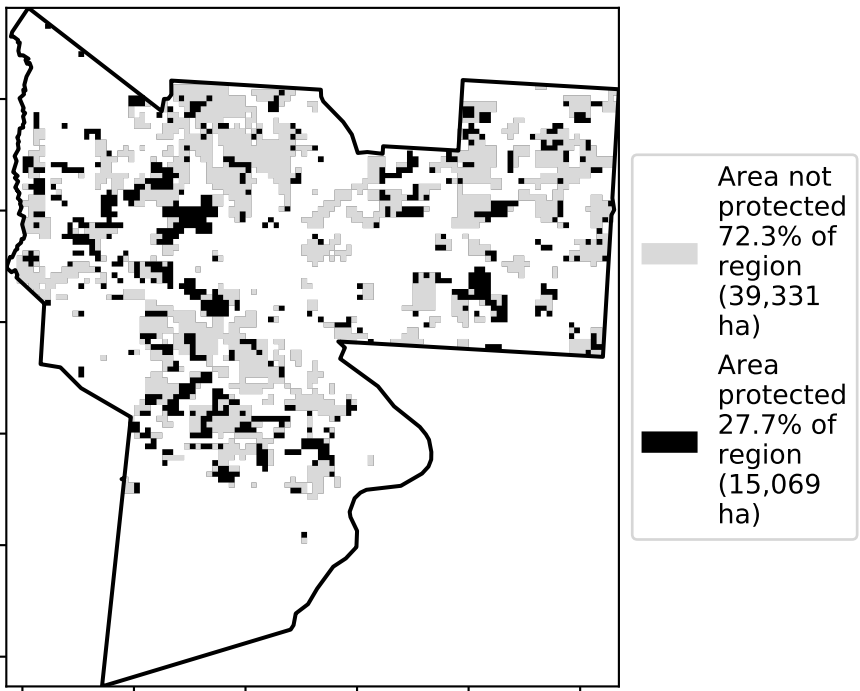 Area not
protected
72.3% of
region
(39,331
ha)
Area
protected
27.7% of
region
(15,069
ha)